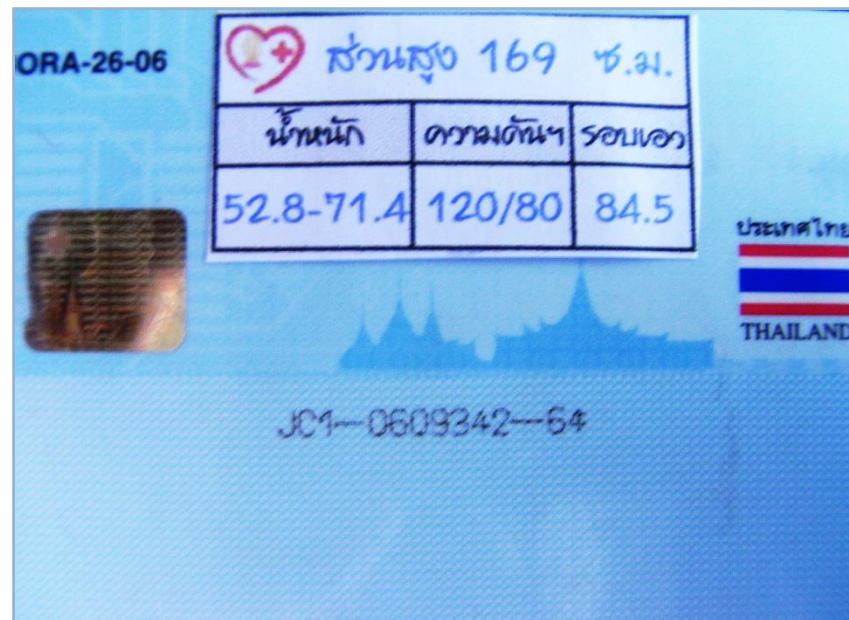 ORA-26-06
ส่วนสูง 169 ซ.ม.
น้ำหนัก ความดันฯ รอบเอว
52.8-71.4 120/80 84.5
ประเทศไทย
THAILAND
JC1-0609342-64